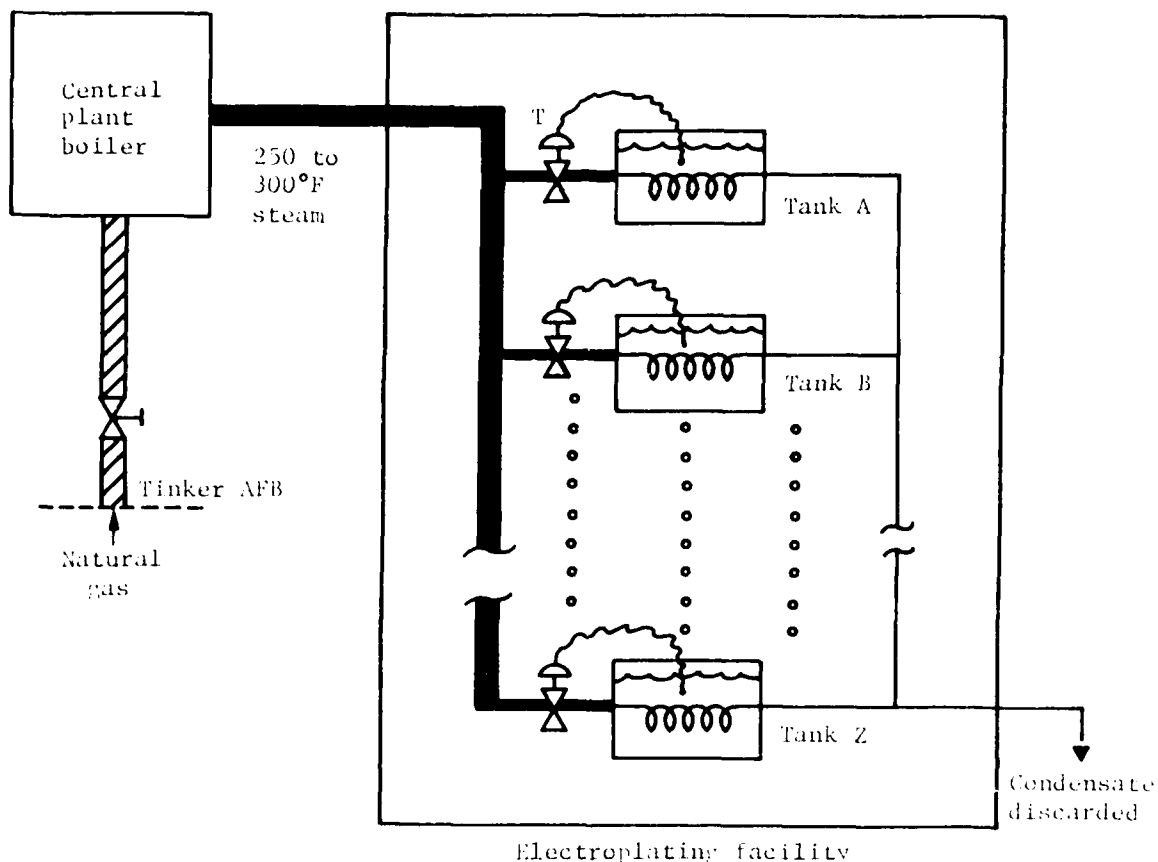 Central
plant
boiler
250 to
300°F
steam
T
Tank A
Tank B
Tinker AFB
Natural
gas
Tank Z
Condensate
discarded
Electroplating facility